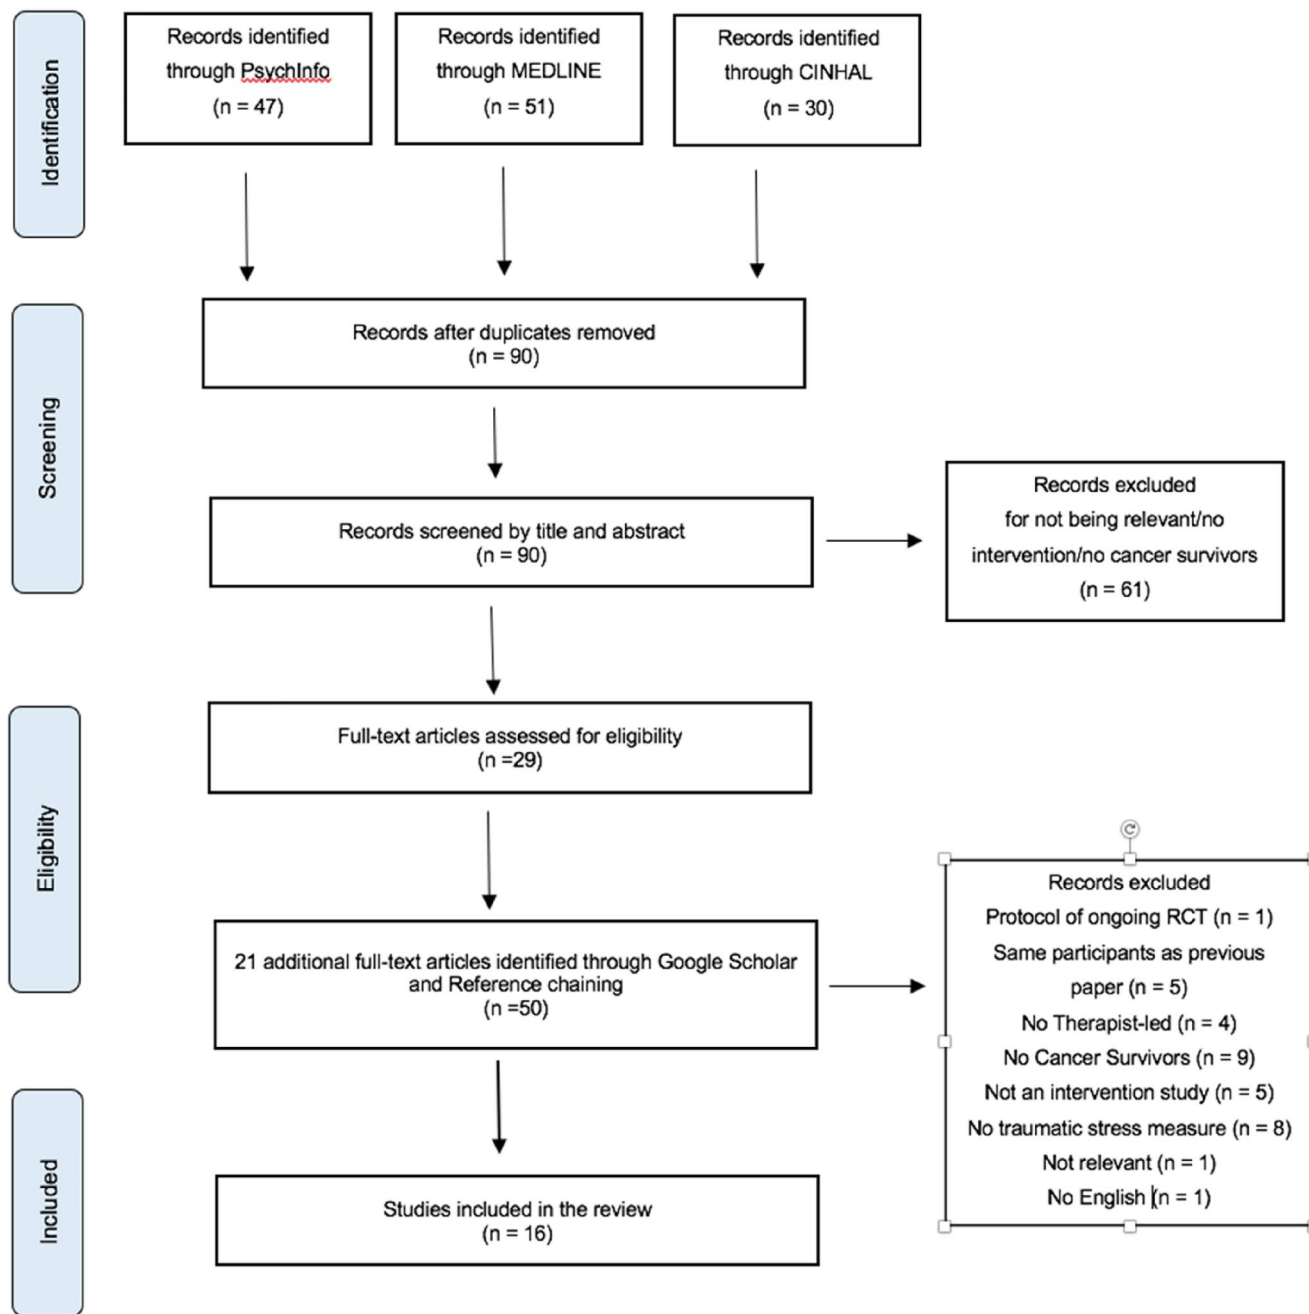 Identification
Records identified
through PsychInfo
(n = 47)
Records identified
through MEDLINE
(n = 51)
Records identified
through CINHAL
(n = 30)
Screening
Records after duplicates removed
(n = 90)
Records screened by title and abstract
(n = 90)
Records excluded
for not being relevant/no
intervention/no cancer survivors
(n = 61)
Eligibility
Full-text articles assessed for eligibility
(n =29)
21 additional full-text articles identified through Google Scholar
and Reference chaining
(n =50)
Records excluded
Protocol of ongoing RCT (n = 1)
Same participants as previous
paper (n = 5)
No Therapist-led (n = 4)
No Cancer Survivors (n = 9)
Not an intervention study (n = 5)
No traumatic stress measure (n = 8)
Not relevant (n = 1)
No English (n = 1)
Included
Studies included in the review
(n = 16)